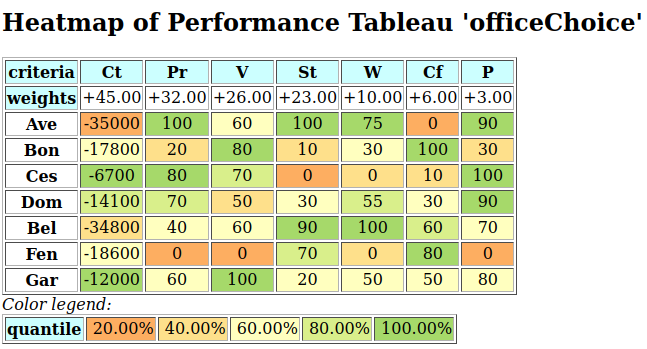 Heatmap of Performance Tableau 'officeChoice'
criteria Ct Pr V St W Cf P
weights +45.00 +32.00 +26.00 +23.00 +10.00 +6.00 +3.00
Ave -35000 100 60 100 75 0 90
Bon -17800 20 80 10 30 100 30
Ces -6700 80 70 0 0 10 100
Dom -14100 70 50 30 55 30 90
Bel -34800 40 60 90 100 60 70
Fen -18600 0 0 70 0 80 0
Gar -12000 60 100 20 50 50 80
Color legend:
quantile 20.00% 40.00% 60.00% 80.00% 100.00%